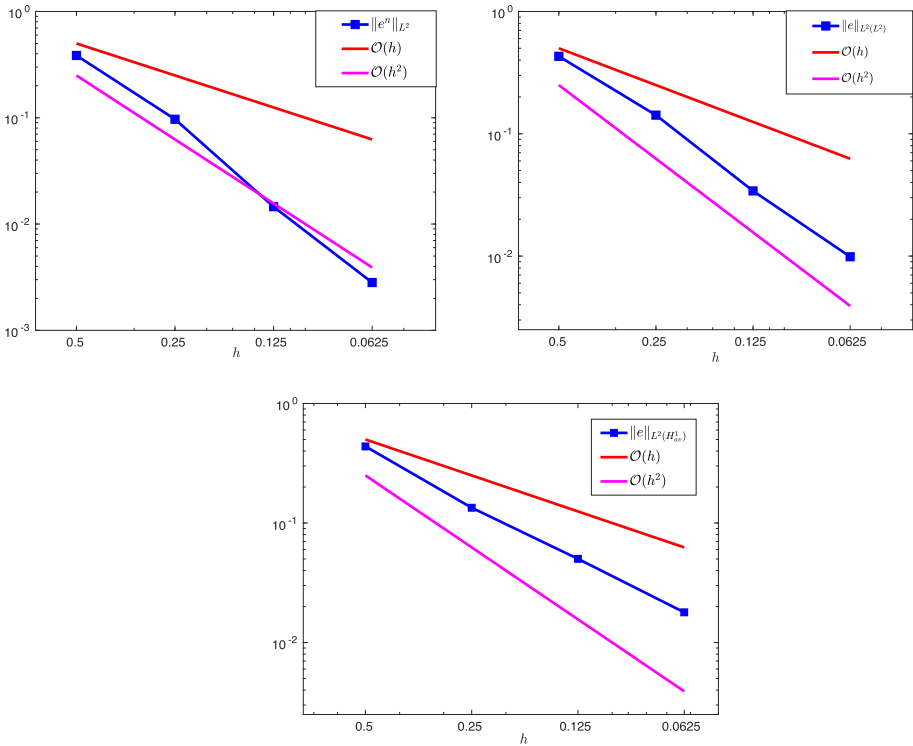 10^0
10^-1
10^-2
10^-3
0.5 0.25 0.125 0.0625
h
‖e^n‖_{L^2}
O(h)
O(h^2)
10^0
10^-1
10^-2
0.5 0.25 0.125 0.0625
h
‖e‖_{L^2(L^2)}
O(h)
O(h^2)
10^0
10^-1
10^-2
0.5 0.25 0.125 0.0625
h
‖e‖_{L^2(H^1_{av})}
O(h)
O(h^2)